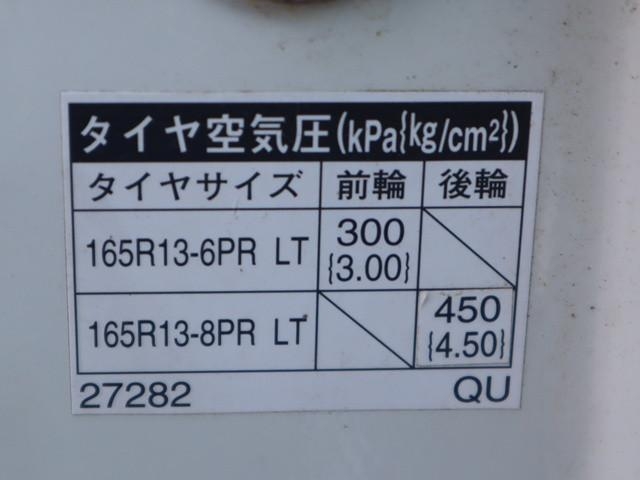 タイヤ空気圧(kPa{kg/cm²})
タイヤサイズ 前輪 後輪
165R13-6PR LT 300 {3.00}
165R13-8PR LT 450 {4.50}
27282 QU